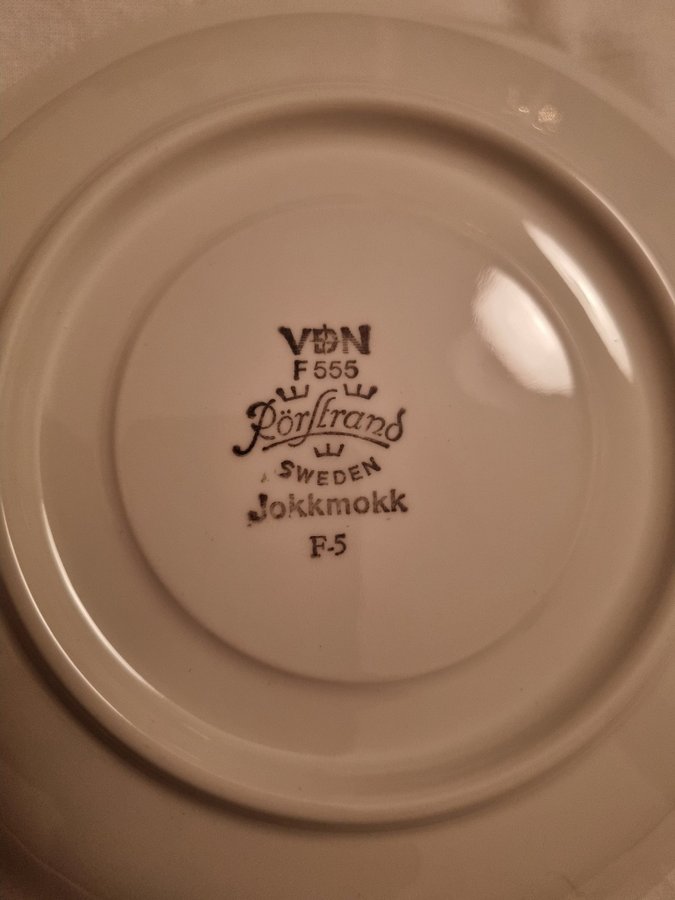 VDN
F 555
Rörstrand
SWEDEN
Jokkmokk
F-5